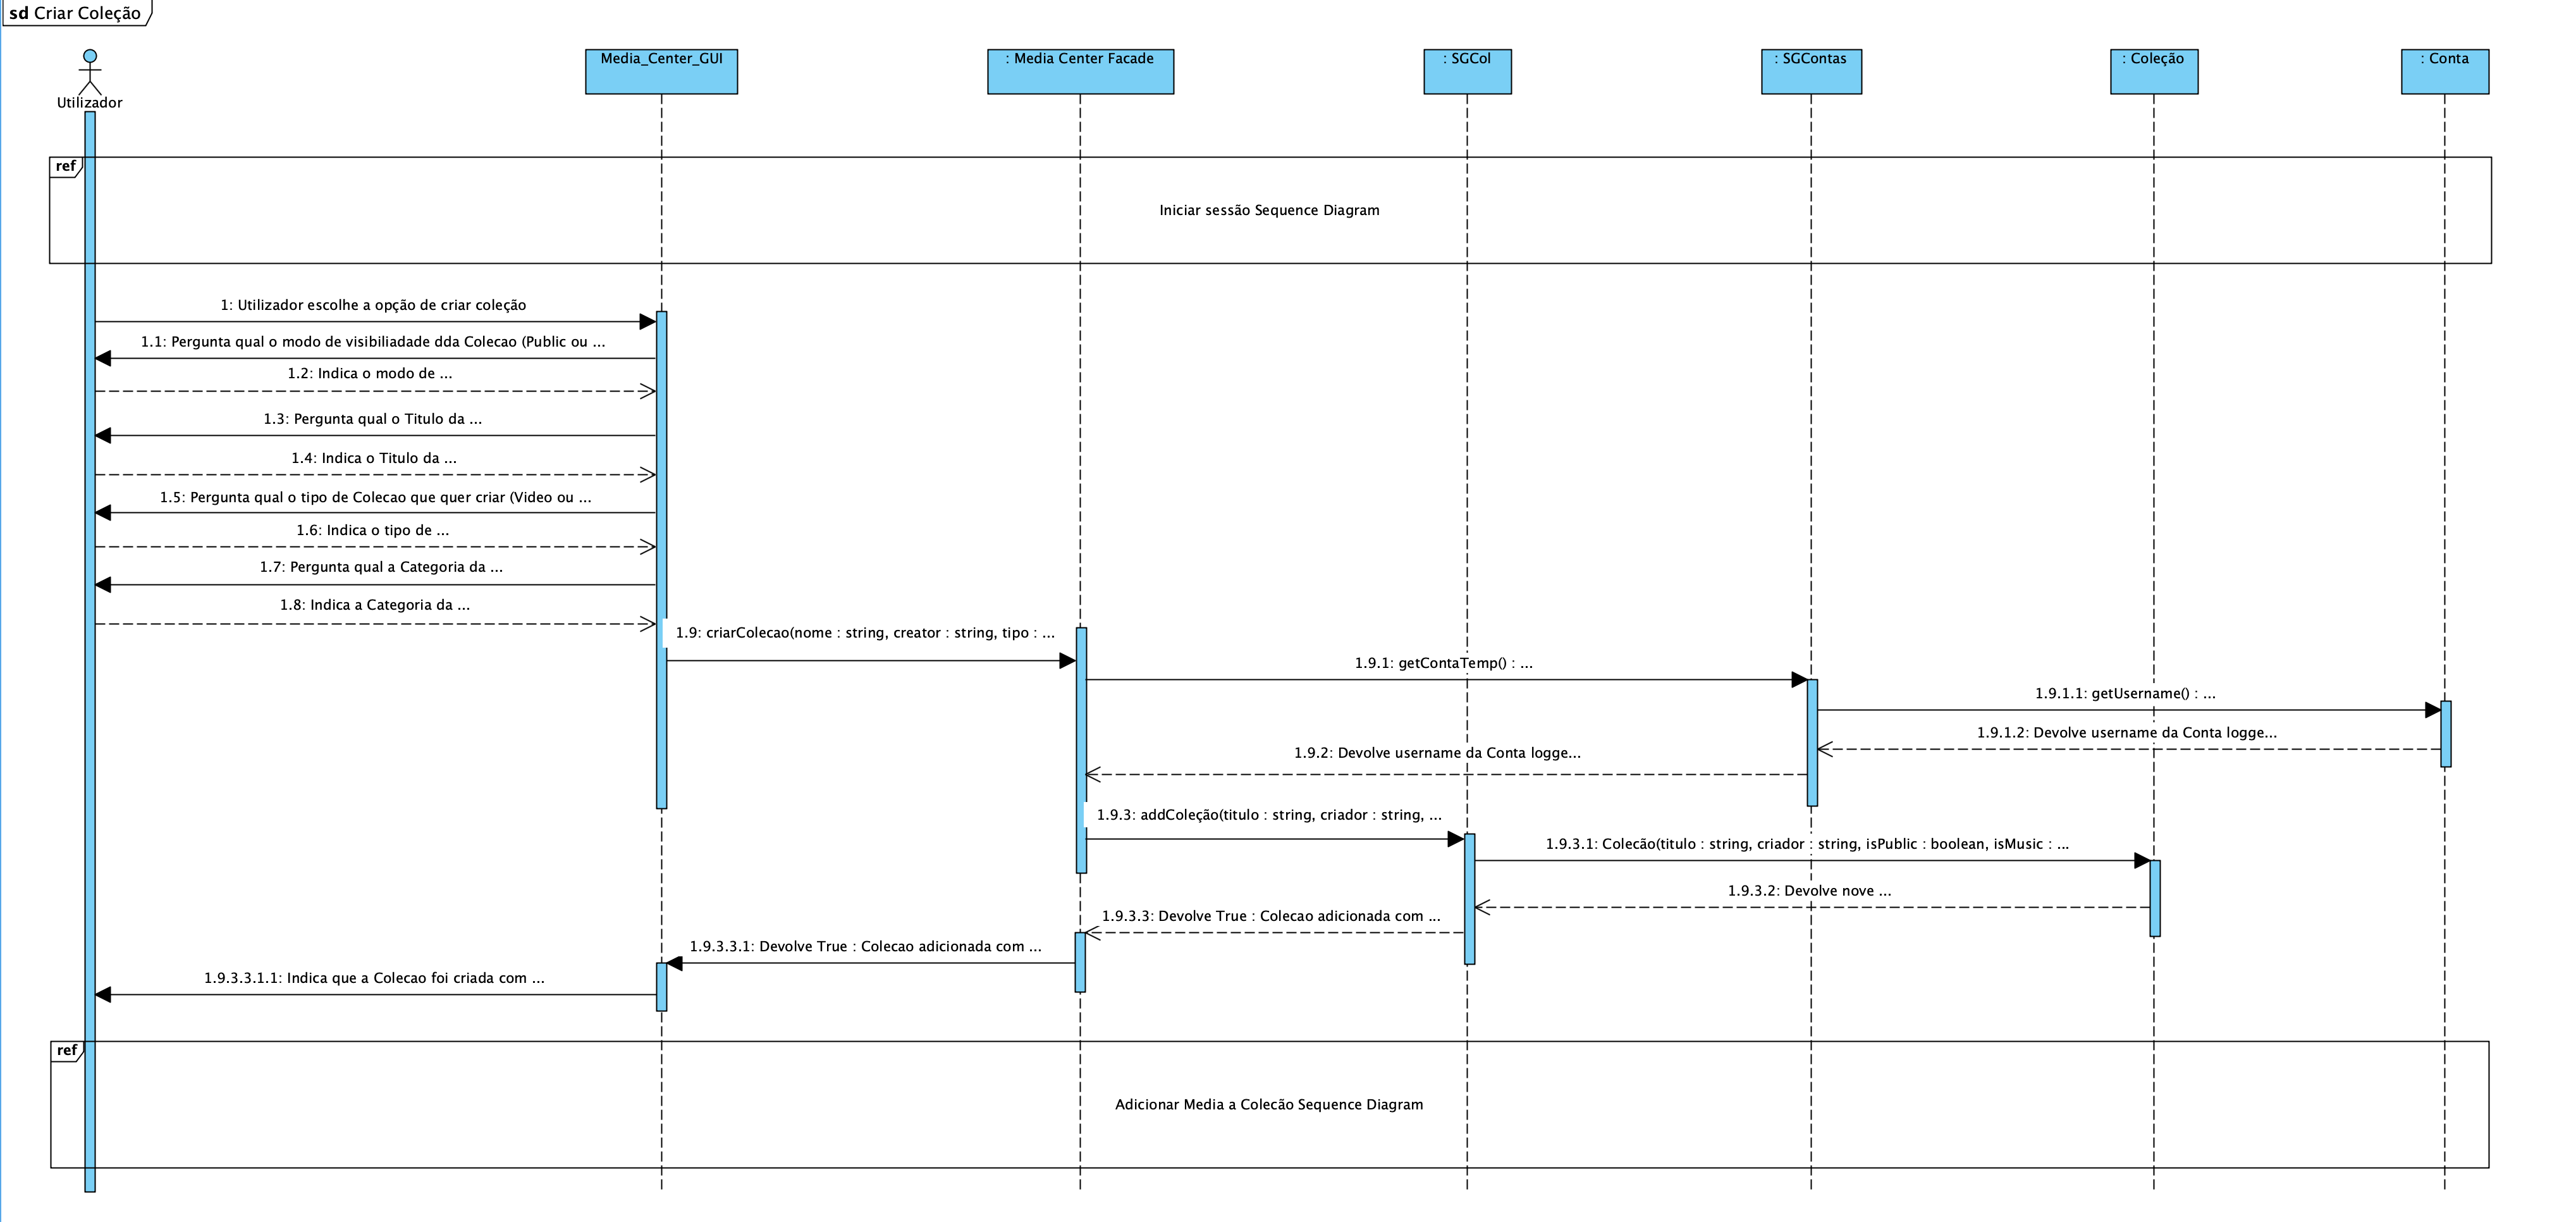 sd Criar Coleção
Utilizador
Media_Center_GUI
: Media Center Facade
: SGCol
: SGContas
: Coleção
: Conta
ref
Iniciar sessão Sequence Diagram
1: Utilizador escolhe a opção de criar coleção
1.1: Pergunta qual o modo de visibiliadade dda Colecao (Public ou ...
1.2: Indica o modo de ...
1.3: Pergunta qual o Titulo da ...
1.4: Indica o Titulo da ...
1.5: Pergunta qual o tipo de Colecao que quer criar (Video ou ...
1.6: Indica o tipo de ...
1.7: Pergunta qual a Categoria da ...
1.8: Indica a Categoria da ...
1.9: criarColecao(nome : string, creator : string, tipo : ...
1.9.1: getContaTemp() : ...
1.9.1.1: getUsername() : ...
1.9.1.2: Devolve username da Conta logge...
1.9.2: Devolve username da Conta logge...
1.9.3: addColeção(titulo : string, criador : string, ...
1.9.3.1: Colecão(titulo : string, criador : string, isPublic : boolean, isMusic : ...
1.9.3.2: Devolve nove ...
1.9.3.3: Devolve True : Colecao adicionada com ...
1.9.3.3.1: Devolve True : Colecao adicionada com ...
1.9.3.3.1.1: Indica que a Colecao foi criada com ...
ref
Adicionar Media a Colecão Sequence Diagram